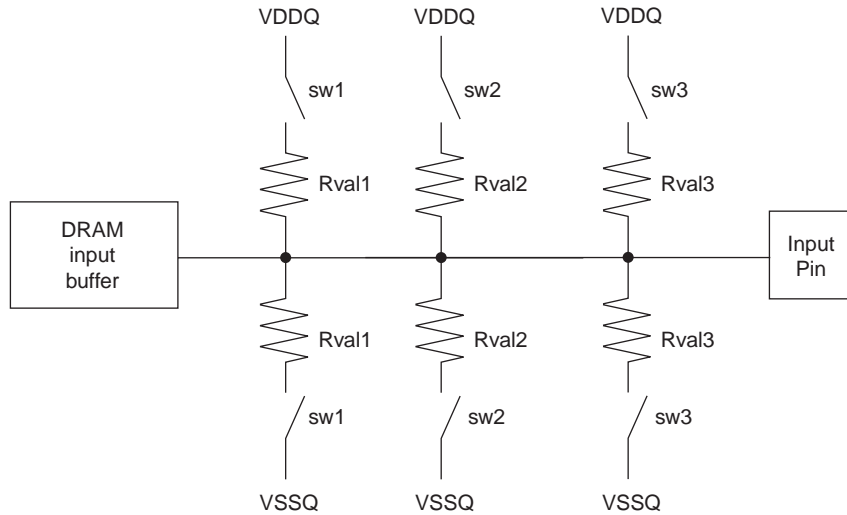 VDDQ
VDDQ
VDDQ
sw1
sw2
sw3
Rval1
Rval2
Rval3
DRAM
input
buffer
Input
Pin
Rval1
Rval2
Rval3
sw1
sw2
sw3
VSSQ
VSSQ
VSSQ